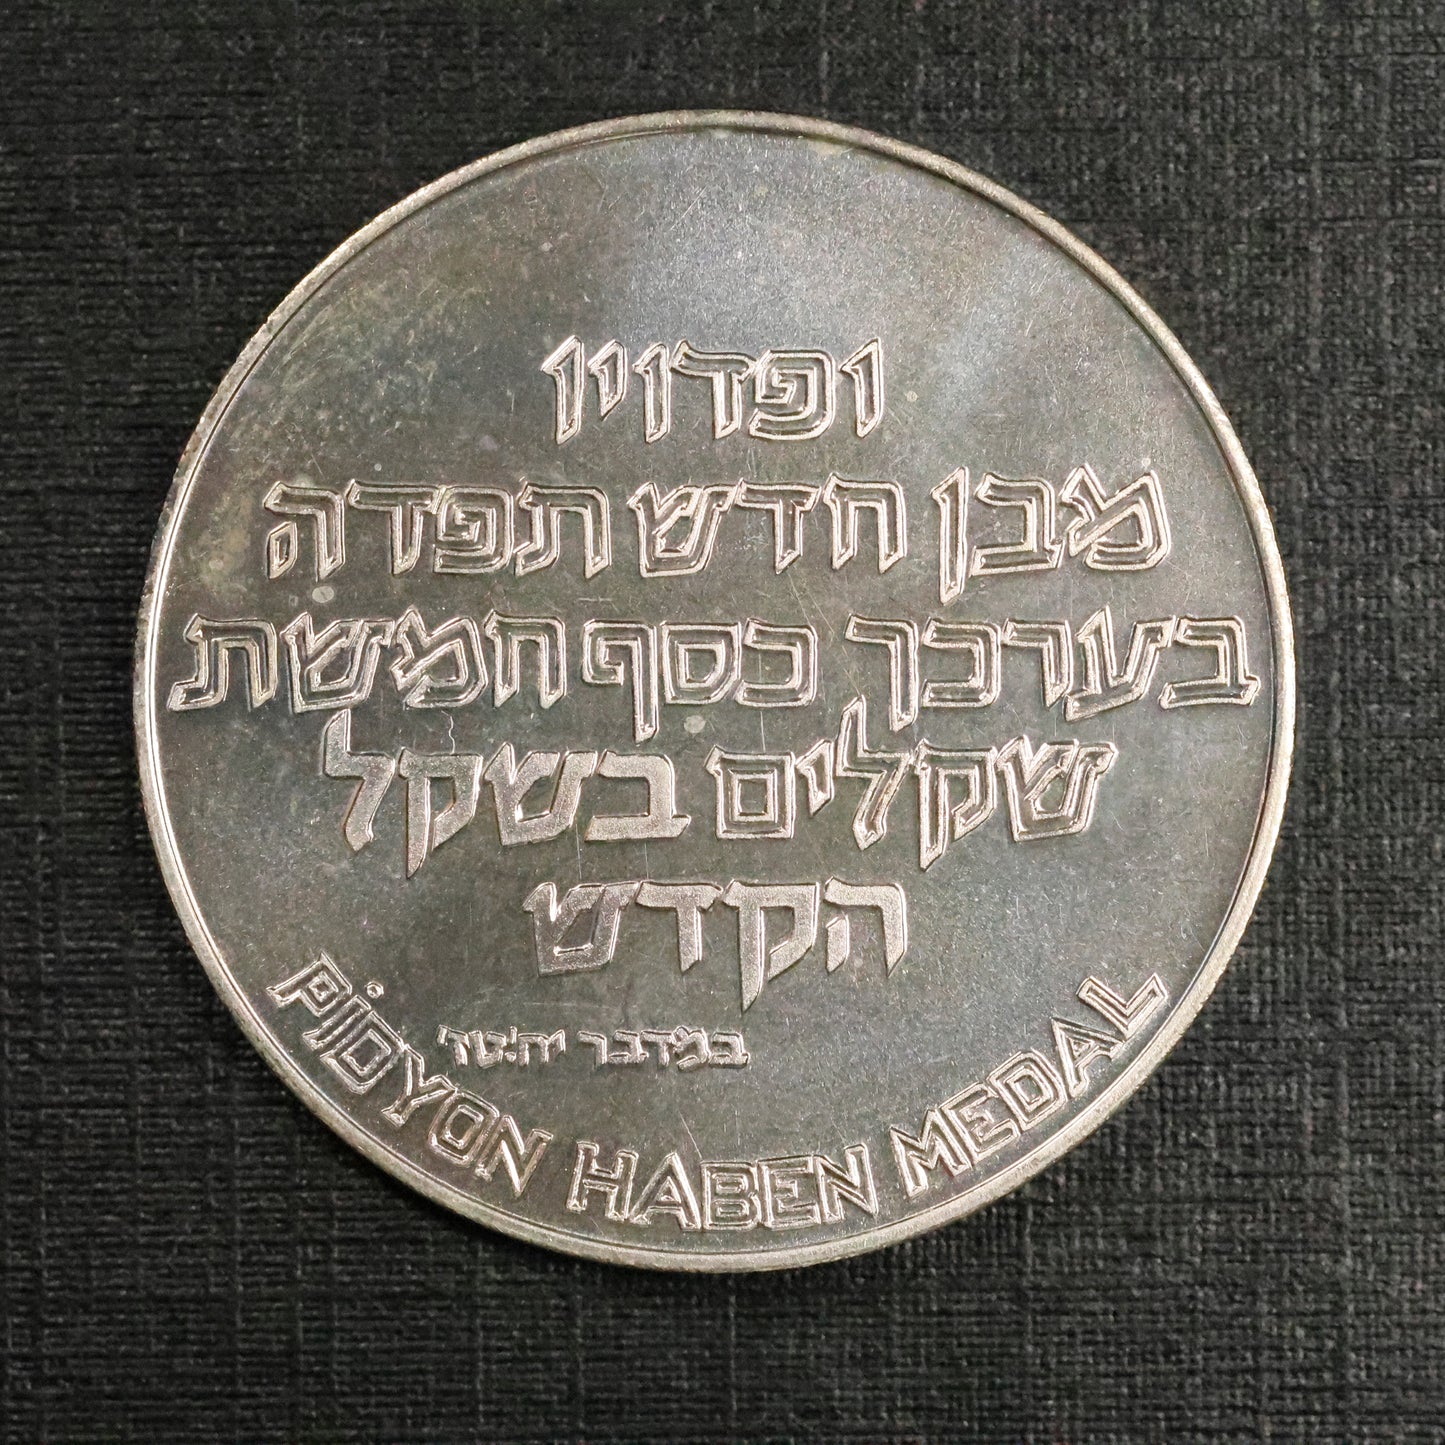 ופדויו
מבן חדש תפדה
בערכך כסף חמשת
שקלים בשקל
הקדש
במדבר יח:טז'
PIDYON HABEN MEDAL